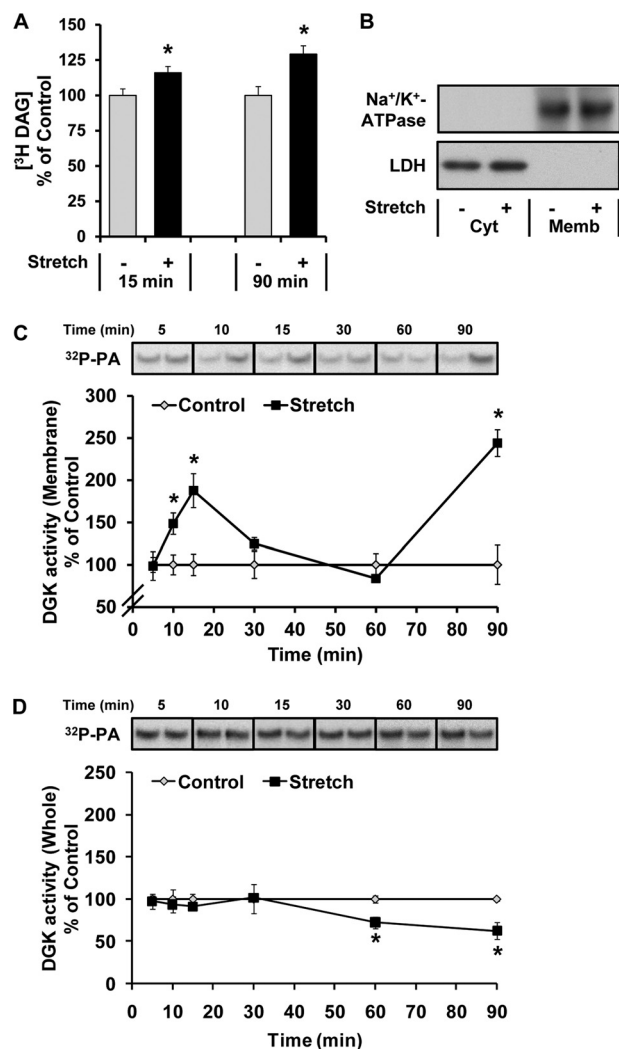 A
[³H DAG]
% of Control
150
125
100
75
50
25
0
*
*
Stretch - + - +
15 min 90 min
B
Na⁺/K⁺-
ATPase
LDH
Stretch - + - +
Cyt Memb
C
Time (min) 5 10 15 30 60 90
³²P-PA
DGK activity (Membrane)
% of Control
300
250
200
150
100
50
Control Stretch
*
*
*
0 10 20 30 40 50 60 70 80 90
Time (min)
D
Time (min) 5 10 15 30 60 90
³²P-PA
DGK activity (Whole)
% of Control
250
200
150
100
50
0
Control Stretch
*
*
0 10 20 30 40 50 60 70 80 90
Time (min)